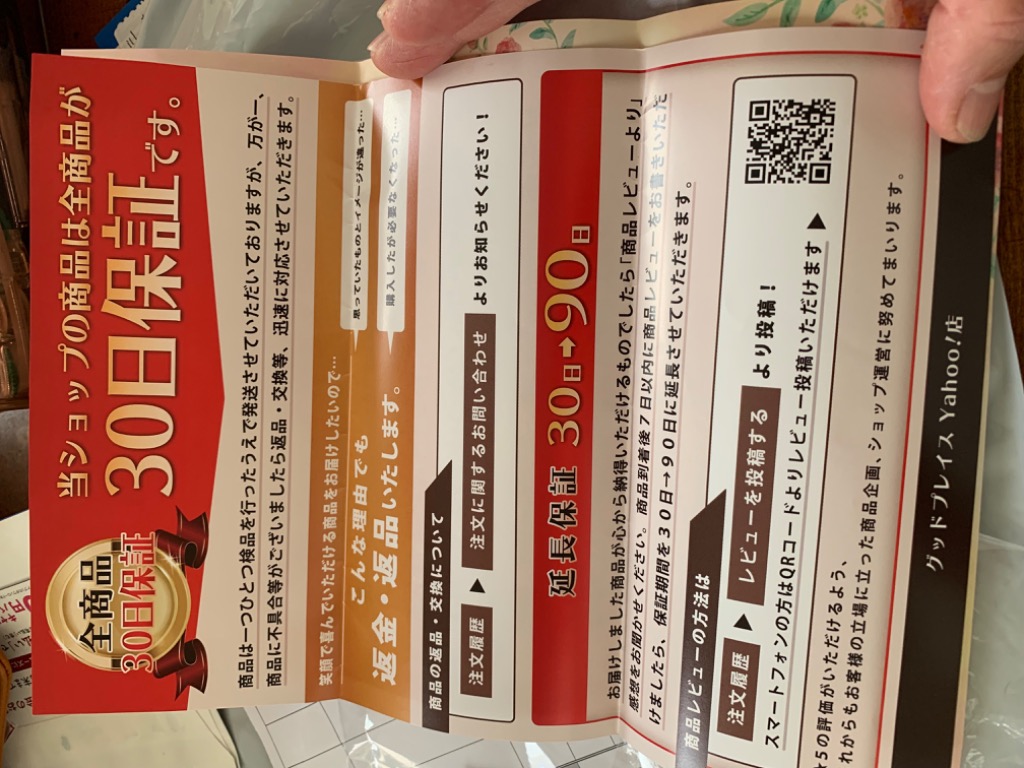 全商品
30日保証
当ショップの商品は全商品が
30日保証です。
商品は一つひとつ検品を行ったうえで発送させていただいておりますが、万が一、
商品に不具合等がございましたら返品・交換等、迅速に対応させていただきます。
笑顔で喜んでいただける商品をお届けしたいので…
こんな理由でも
返金・返品いたします。
思っていたものとイメージが違った…
購入したが必要なくなった…
商品の返品・交換について
注文履歴 ▶ 注文に関するお問い合わせ よりお知らせください!
延長保証 30日→90日
お届けしました商品が心から納得いただけるものでしたら「商品レビューより」
感想をお聞かせください。商品到着後7日以内に商品レビューをお書きいただ
けましたら、保証期間を30日→90日に延長させていただきます。
商品レビューの方法は
注文履歴 ▶ レビューを投稿する より投稿!
スマートフォンの方はQRコードよりレビュー投稿いただけます ▶
★5の評価がいただけるよう、
れからもお客様の立場に立った商品企画、ショップ運営に努めてまいります。
グッドプレイス Yahoo!店